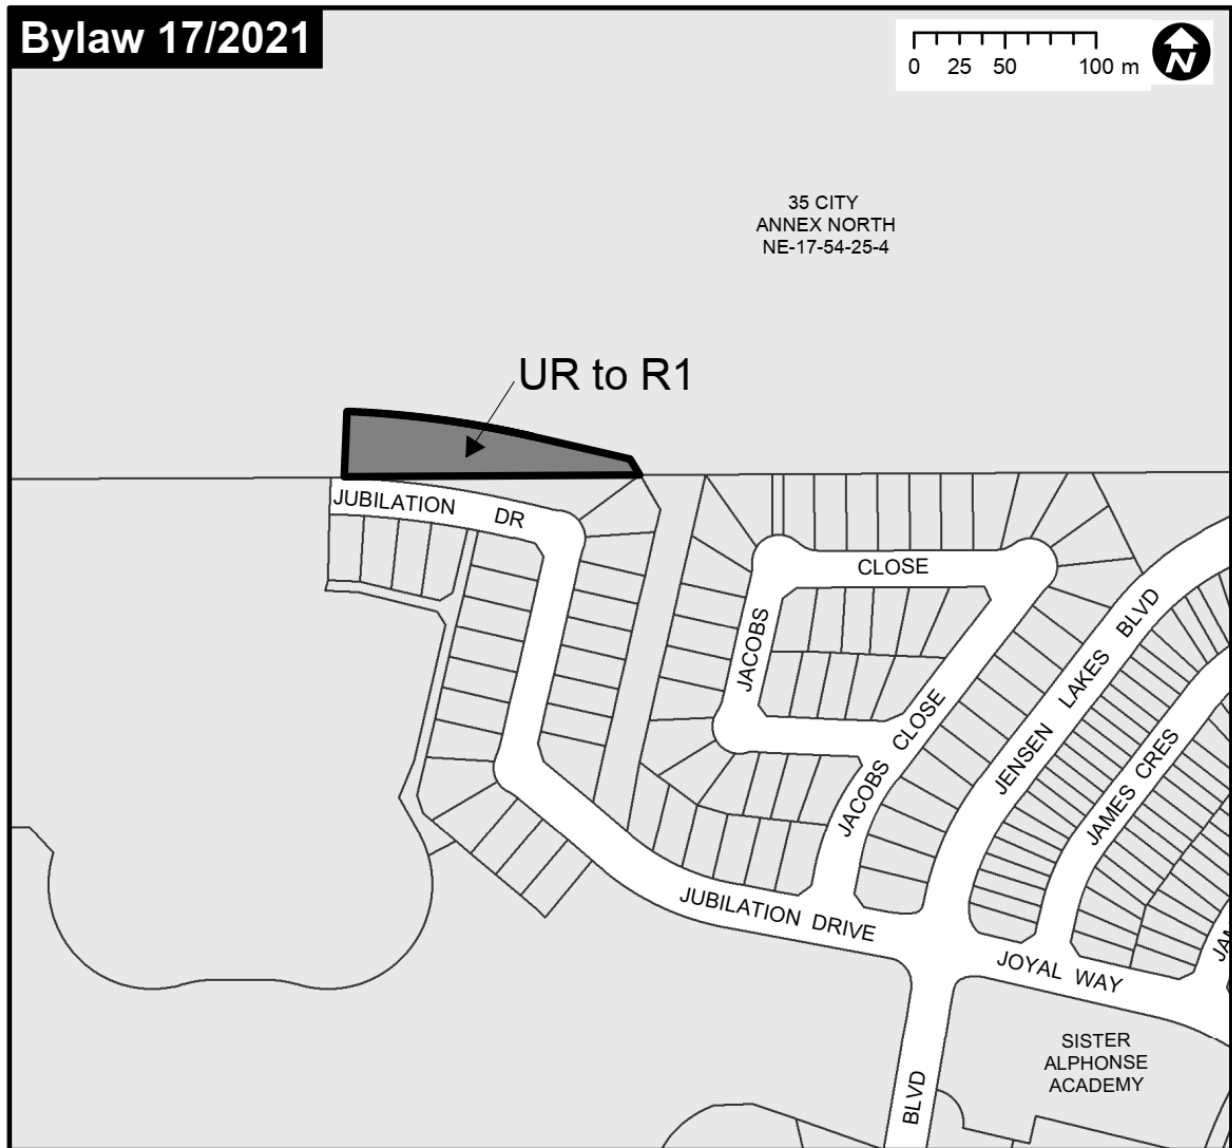 Bylaw 17/2021
0 25 50 100 m
N
35 CITY
ANNEX NORTH
NE-17-54-25-4
UR to R1
JUBILATION DR
CLOSE
JACOBS
JENSEN LAKES BLVD
JACOBS CLOSE
JAMES CRES
JUBILATION DRIVE
JOYAL WAY
SISTER
ALPHONSE
ACADEMY
BLVD